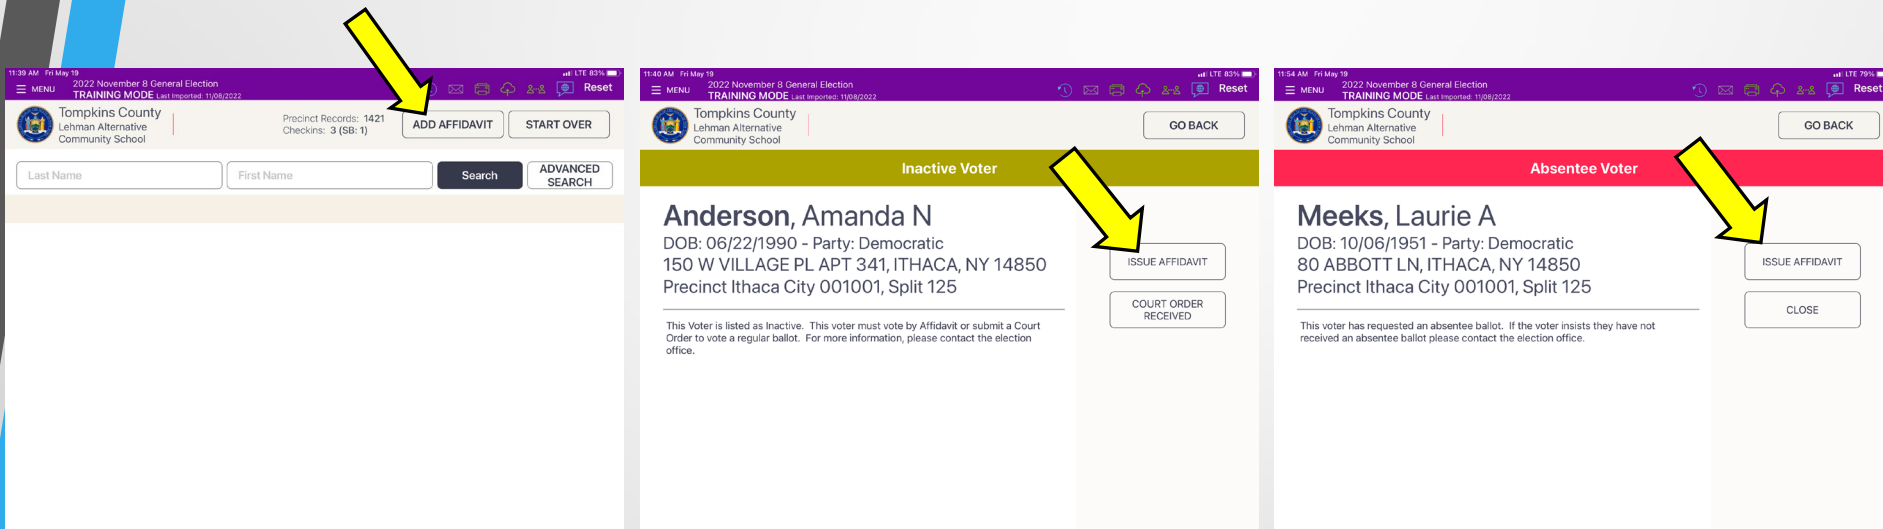 11:39 AM Fri May 19
LTE 83%
MENU
2022 November 8 General Election
TRAINING MODE Last Imported: 11/08/2022
Reset
Tompkins County
Lehman Alternative
Community School
Precinct Records: 1421
Checkins: 3 (SB: 1)
ADD AFFIDAVIT
START OVER
Last Name
First Name
Search
ADVANCED
SEARCH
11:40 AM Fri May 19
LTE 83%
MENU
2022 November 8 General Election
TRAINING MODE Last Imported: 11/08/2022
Reset
Tompkins County
Lehman Alternative
Community School
GO BACK
Inactive Voter
Anderson, Amanda N
DOB: 06/22/1990 - Party: Democratic
150 W VILLAGE PL APT 341, ITHACA, NY 14850
Precinct Ithaca City 001001, Split 125
ISSUE AFFIDAVIT
COURT ORDER
RECEIVED
This Voter is listed as Inactive. This voter must vote by Affidavit or submit a Court
Order to vote a regular ballot. For more information, please contact the election
office.
11:54 AM Fri May 19
LTE 79%
MENU
2022 November 8 General Election
TRAINING MODE Last Imported: 11/08/2022
Reset
Tompkins County
Lehman Alternative
Community School
GO BACK
Absentee Voter
Meeks, Laurie A
DOB: 10/06/1951 - Party: Democratic
80 ABBOTT LN, ITHACA, NY 14850
Precinct Ithaca City 001001, Split 125
ISSUE AFFIDAVIT
CLOSE
This voter has requested an absentee ballot. If the voter insists they have not
received an absentee ballot please contact the election office.